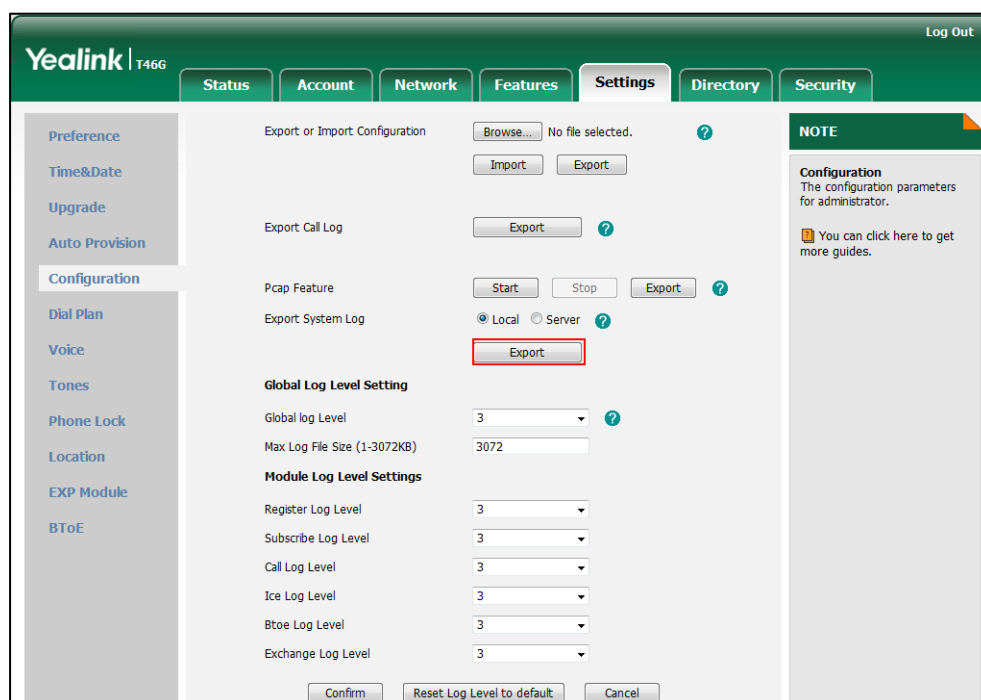 Log Out
Yealink T46G
Status Account Network Features Settings Directory Security
Preference
Time&Date
Upgrade
Auto Provision
Configuration
Dial Plan
Voice
Tones
Phone Lock
Location
EXP Module
BToE
Export or Import Configuration Browse... No file selected. ?
Import Export
Export Call Log Export ?
Pcap Feature Start Stop Export ?
Export System Log Local Server ?
Export
Global Log Level Setting
Global log Level 3 ?
Max Log File Size (1-3072KB) 3072
Module Log Level Settings
Register Log Level 3
Subscribe Log Level 3
Call Log Level 3
Ice Log Level 3
Btoe Log Level 3
Exchange Log Level 3
Confirm Reset Log Level to default Cancel
NOTE
Configuration
The configuration parameters
for administrator.
? You can click here to get
more guides.